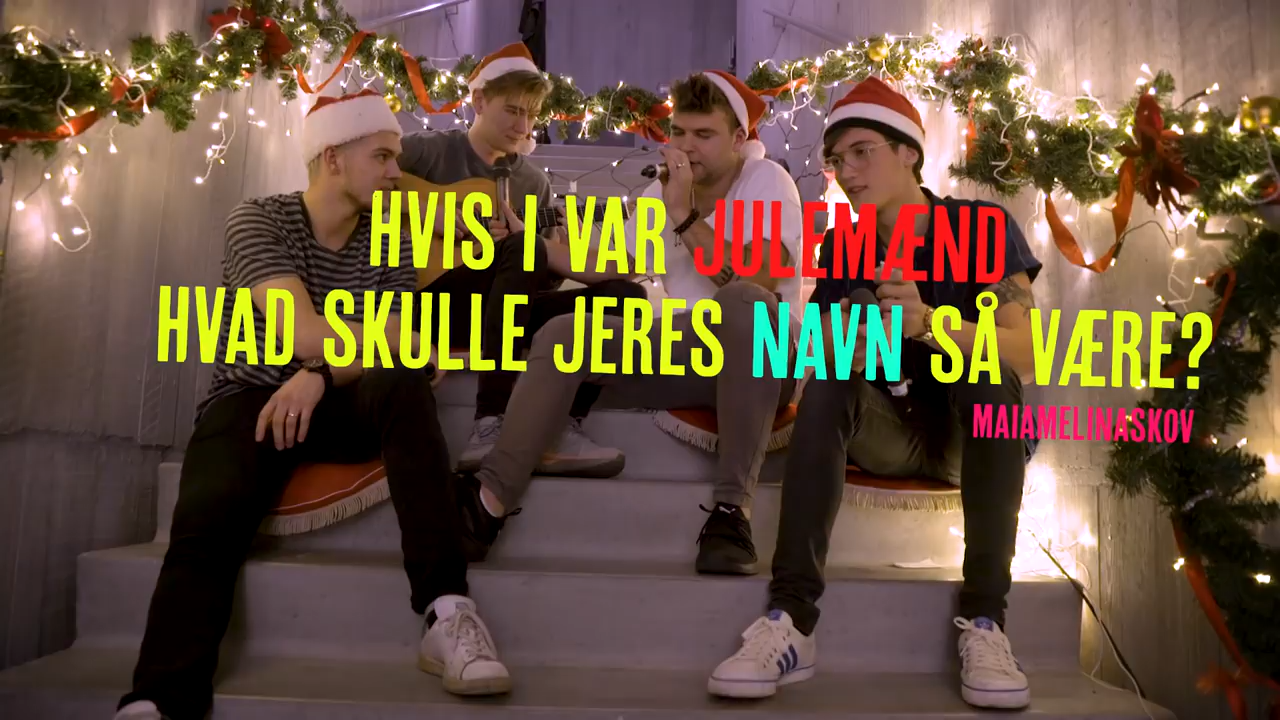 HVIS I VAR JULEMÆND
HVAD SKULLE JERES NAVN SÅ VÆRE?
MAIAMELINASKOV